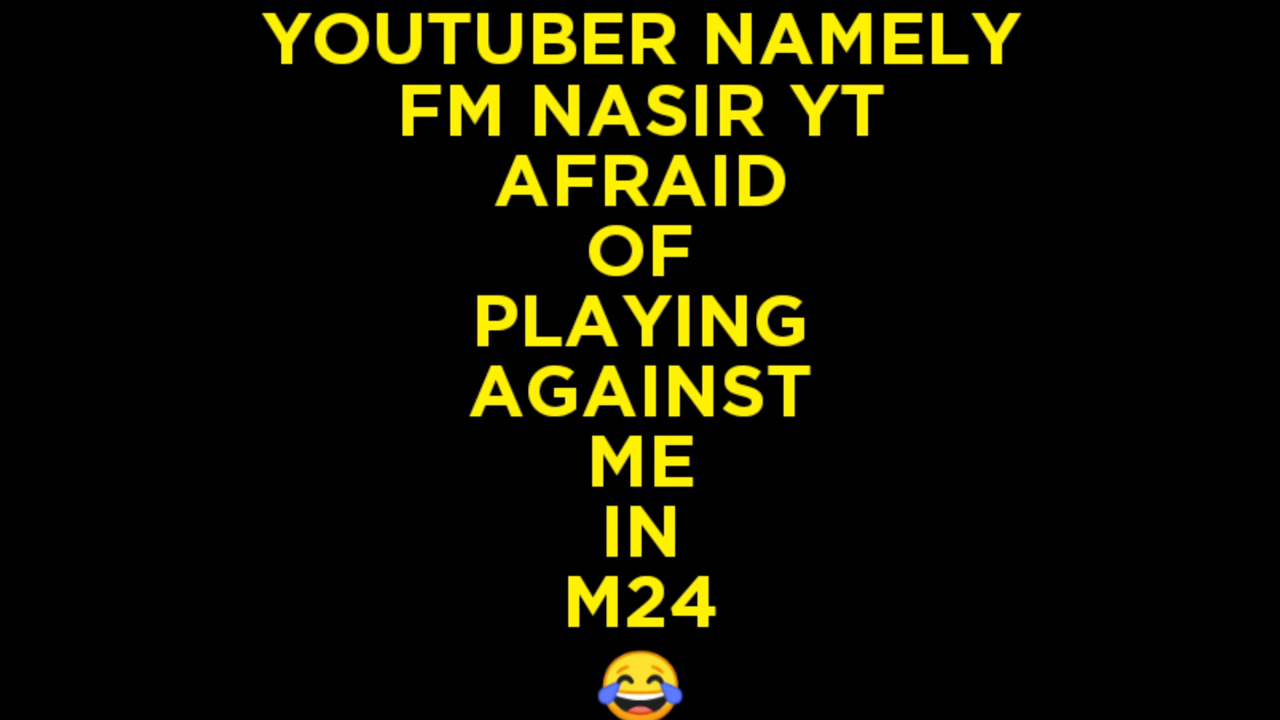 YOUTUBER NAMELY
FM NASIR YT
AFRAID
OF
PLAYING
AGAINST
ME
IN
M24
😂